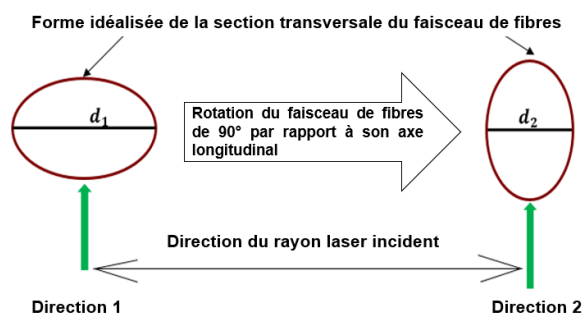 Forme idéalisée de la section transversale du faisceau de fibres
d₁
Rotation du faisceau de fibres
de 90° par rapport à son axe
longitudinal
d₂
Direction du rayon laser incident
Direction 1
Direction 2